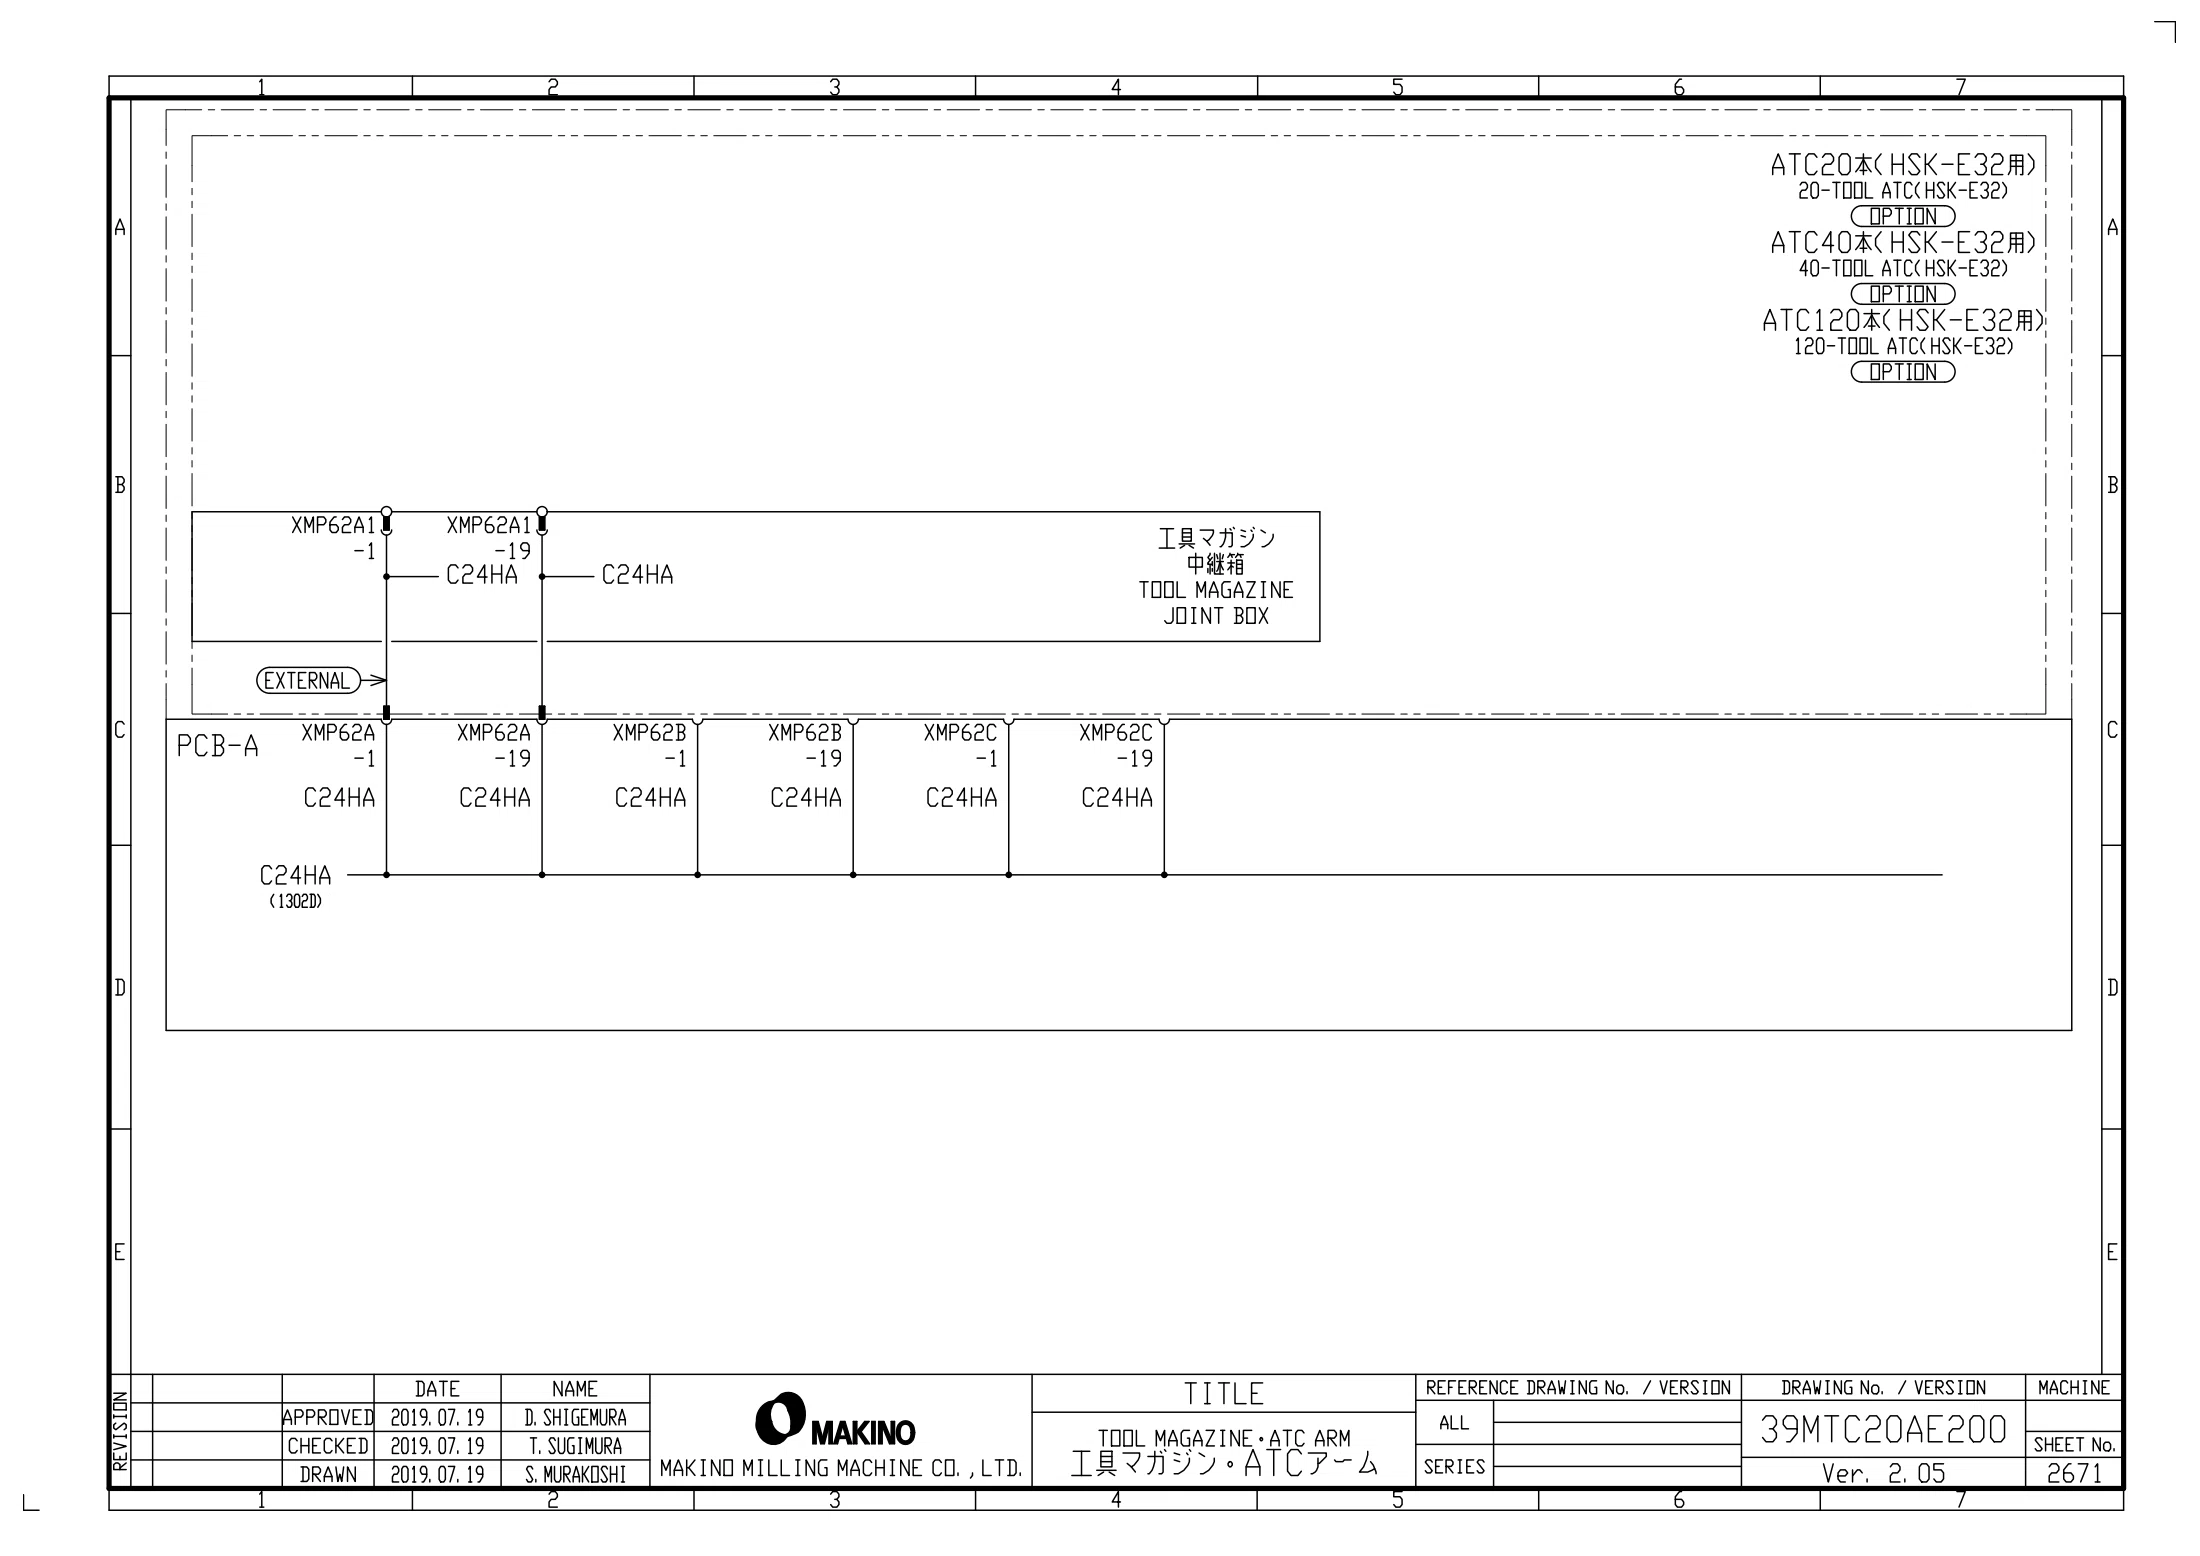 1 2 3 4 5 6 7
A A
ATC20本(HSK-E32用)
20-TOOL ATC(HSK-E32)
OPTION
ATC40本(HSK-E32用)
40-TOOL ATC(HSK-E32)
OPTION
ATC120本(HSK-E32用)
120-TOOL ATC(HSK-E32)
OPTION
B B
XMP62A1 XMP62A1
-1 -19
C24HA C24HA
工具マガジン
中継箱
TOOL MAGAZINE
JOINT BOX
EXTERNAL
C C
PCB-A
XMP62A XMP62A XMP62B XMP62B XMP62C XMP62C
-1 -19 -1 -19 -1 -19
C24HA C24HA C24HA C24HA C24HA C24HA
C24HA
(1302D)
D D
E E
REVISION
DATE NAME
APPROVED 2019.07.19 D. SHIGEMURA
CHECKED 2019.07.19 T. SUGIMURA
DRAWN 2019.07.19 S. MURAKOSHI
MAKINO
MAKINO MILLING MACHINE CO.,LTD.
TITLE
TOOL MAGAZINE・ATC ARM
工具マガジン・ATCアーム
REFERENCE DRAWING No. / VERSION
ALL
SERIES
DRAWING No. / VERSION
39MTC20AE200
Ver. 2.05
MACHINE
SHEET No.
2671
1 2 3 4 5 6 7